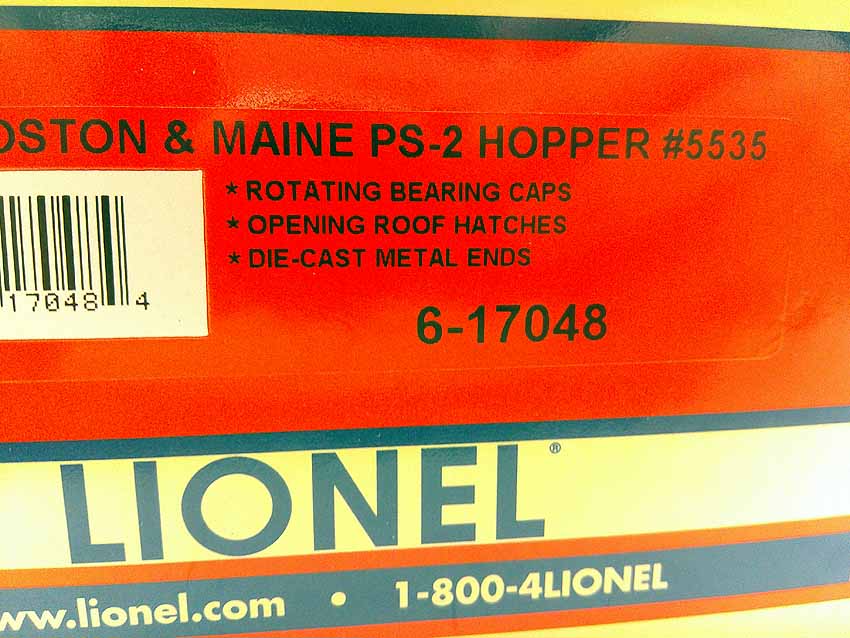 OSTON & MAINE PS-2 HOPPER #5535
* ROTATING BEARING CAPS
* OPENING ROOF HATCHES
* DIE-CAST METAL ENDS
17048 4
6-17048
LIONEL®
ww.lionel.com • 1-800-4LIONEL